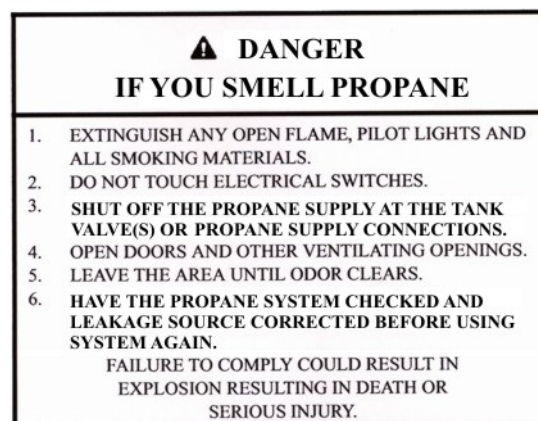 ⚠ DANGER
IF YOU SMELL PROPANE
1. EXTINGUISH ANY OPEN FLAME, PILOT LIGHTS AND
ALL SMOKING MATERIALS.
2. DO NOT TOUCH ELECTRICAL SWITCHES.
3. SHUT OFF THE PROPANE SUPPLY AT THE TANK
VALVE(S) OR PROPANE SUPPLY CONNECTIONS.
4. OPEN DOORS AND OTHER VENTILATING OPENINGS.
5. LEAVE THE AREA UNTIL ODOR CLEARS.
6. HAVE THE PROPANE SYSTEM CHECKED AND
LEAKAGE SOURCE CORRECTED BEFORE USING
SYSTEM AGAIN.
FAILURE TO COMPLY COULD RESULT IN
EXPLOSION RESULTING IN DEATH OR
SERIOUS INJURY.